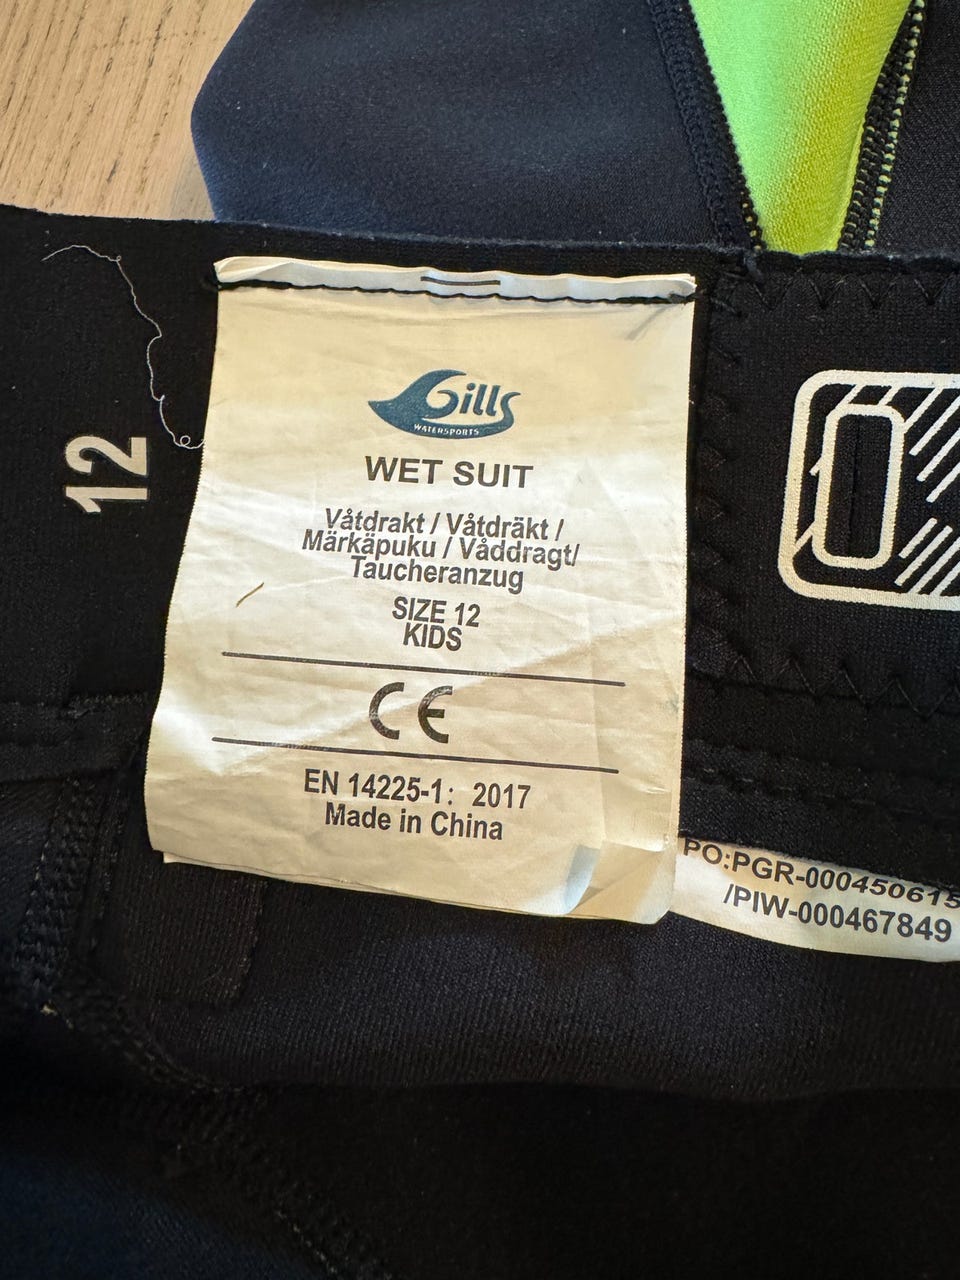 12
Gills
WATERSPORTS
WET SUIT
Våtdrakt / Våtdräkt /
Märkäpuku / Våddragt/
Taucheranzug
SIZE 12
KIDS
CE
EN 14225-1: 2017
Made in China
PO:PGR-000450615
/PIW-000467849